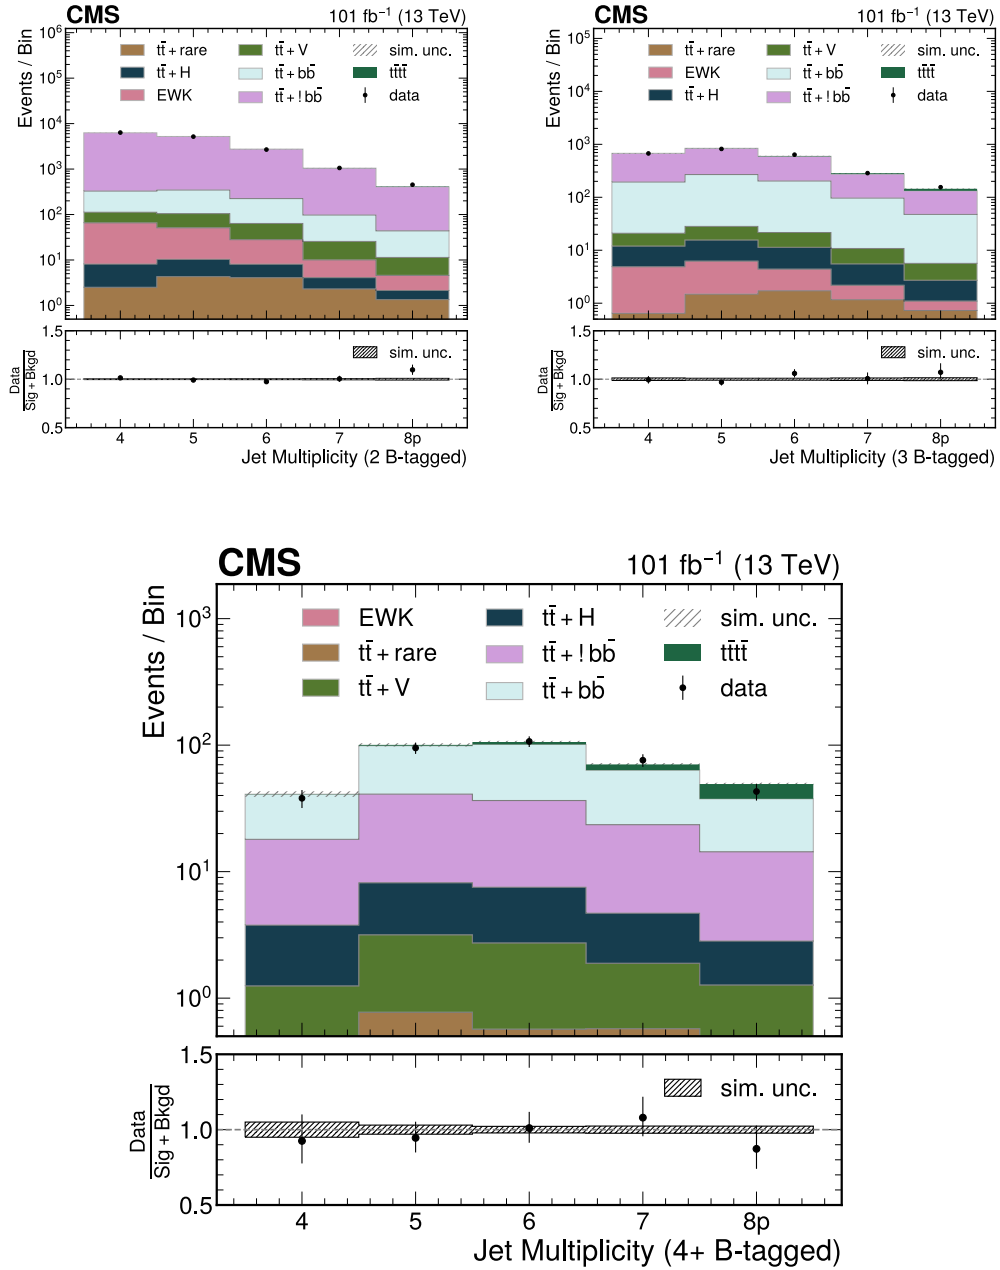 CMS 101 fb⁻¹ (13 TeV)
Events / Bin
10⁶
10⁵
10⁴
10³
10²
10¹
10⁰
tt̄ + rare tt̄ + V sim. unc.
tt̄ + H tt̄ + bb̄ tt̄tt̄
EWK tt̄ + ! bb̄ data
Data
Sig + Bkgd
1.5
1.0
0.5
sim. unc.
4 5 6 7 8p
Jet Multiplicity (2 B-tagged)
CMS 101 fb⁻¹ (13 TeV)
Events / Bin
10⁵
10⁴
10³
10²
10¹
10⁰
tt̄ + rare tt̄ + V sim. unc.
EWK tt̄ + bb̄ tt̄tt̄
tt̄ + H tt̄ + ! bb̄ data
Data
Sig + Bkgd
1.5
1.0
0.5
sim. unc.
4 5 6 7 8p
Jet Multiplicity (3 B-tagged)
CMS 101 fb⁻¹ (13 TeV)
Events / Bin
10³
10²
10¹
10⁰
EWK tt̄ + H sim. unc.
tt̄ + rare tt̄ + ! bb̄ tt̄tt̄
tt̄ + V tt̄ + bb̄ data
Data
Sig + Bkgd
1.5
1.0
0.5
sim. unc.
4 5 6 7 8p
Jet Multiplicity (4+ B-tagged)